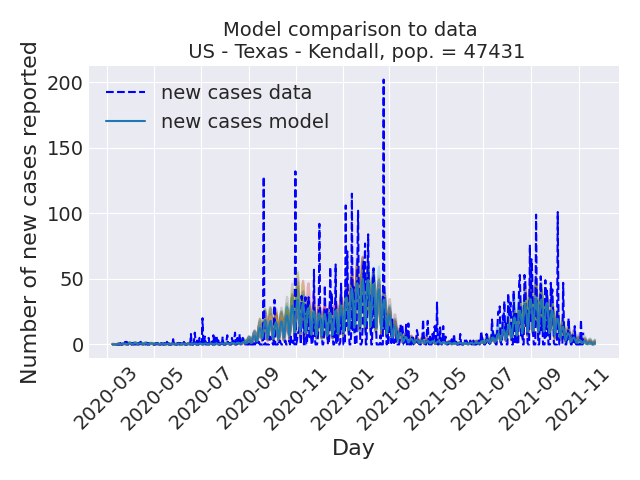 Model comparison to data
US - Texas - Kendall, pop. = 47431
Number of new cases reported
200
150
100
50
0
new cases data
new cases model
2020-03
2020-05
2020-07
2020-09
2020-11
2021-01
2021-03
2021-05
2021-07
2021-09
2021-11
Day